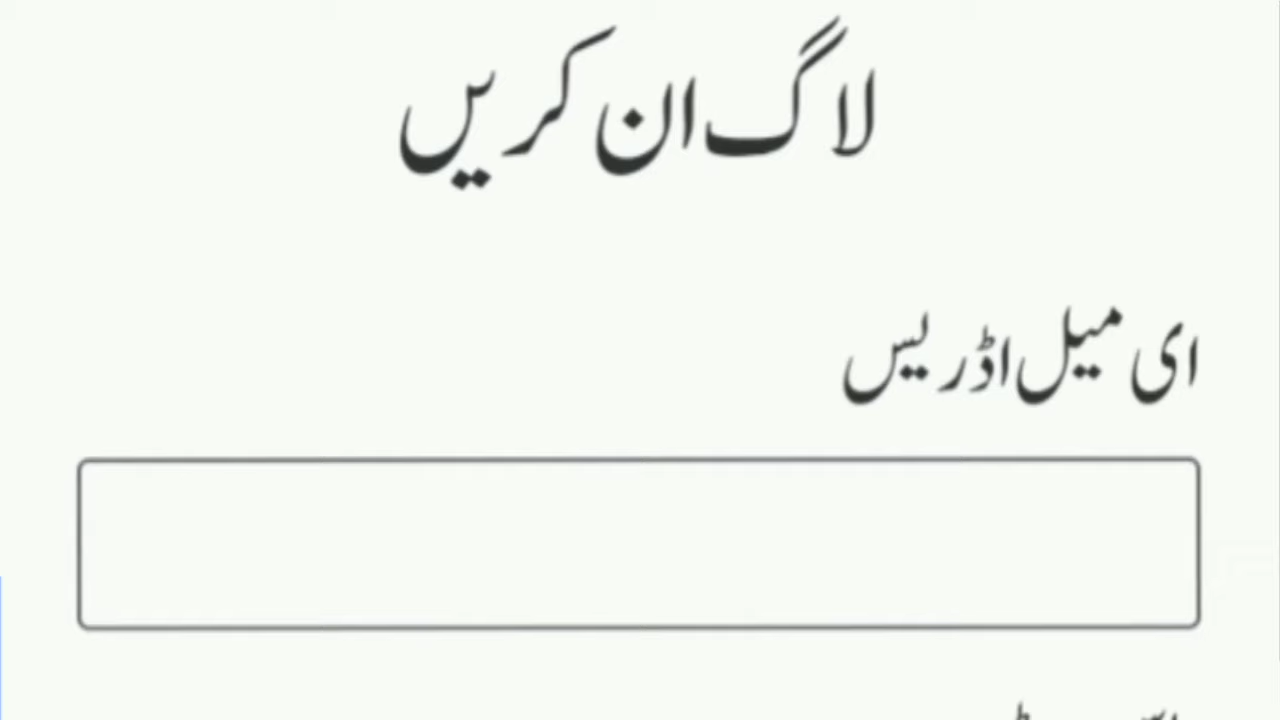 لاگ ان کریں
ای میل اڈریس